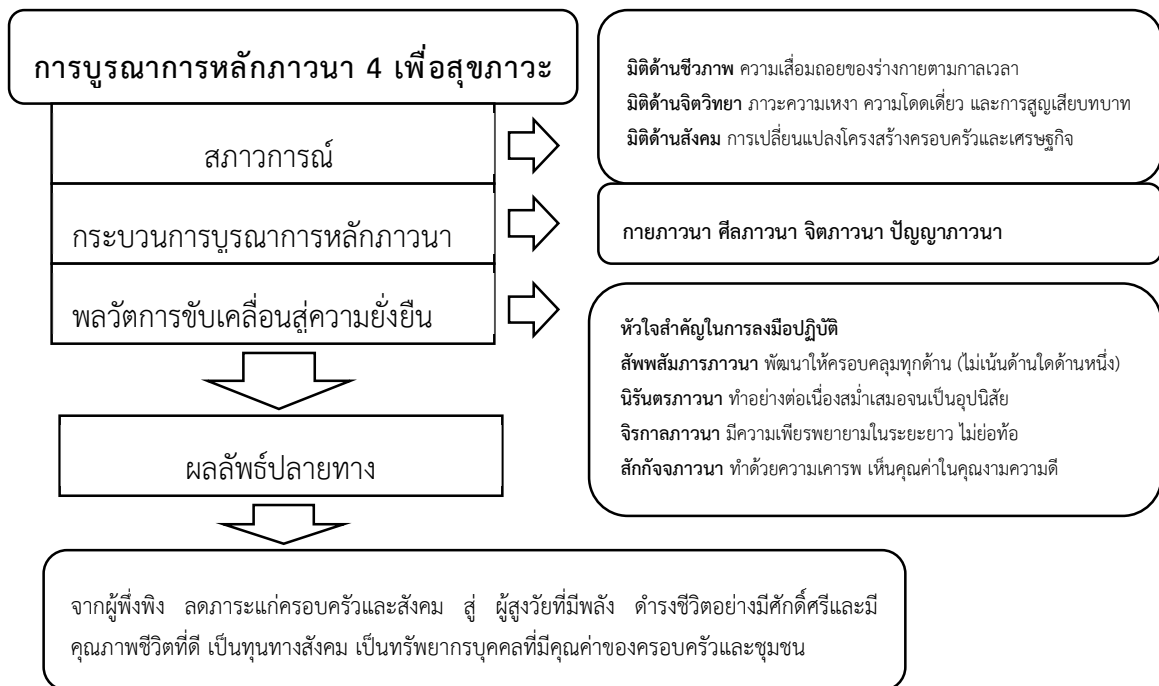 การบูรณาการหลักภาวนา 4 เพื่อสุขภาวะ
สภาวการณ์
มิติด้านชีวภาพ ความเสื่อมถอยของร่างกายตามกาลเวลา
มิติด้านจิตวิทยา ภาวะความเหงา ความโดดเดี่ยว และการสูญเสียบทบาท
มิติด้านสังคม การเปลี่ยนแปลงโครงสร้างครอบครัวและเศรษฐกิจ
กระบวนการบูรณาการหลักภาวนา
กายภาวนา ศีลภาวนา จิตภาวนา ปัญญาภาวนา
พลวัตการขับเคลื่อนสู่ความยั่งยืน
หัวใจสำคัญในการลงมือปฏิบัติ
สัพพสัมภารภาวนา พัฒนาให้ครอบคลุมทุกด้าน (ไม่เน้นด้านใดด้านหนึ่ง)
นิรันตรภาวนา ทำอย่างต่อเนื่องสม่ำเสมอจนเป็นอุปนิสัย
จิรกาลภาวนา มีความเพียรพยายามในระยะยาว ไม่ย่อท้อ
สักกัจจภาวนา ทำด้วยความเคารพ เห็นคุณค่าในคุณงามความดี
ผลลัพธ์ปลายทาง
จากผู้พึ่งพิง ลดภาระแก่ครอบครัวและสังคม สู่ ผู้สูงวัยที่มีพลัง ดำรงชีวิตอย่างมีศักดิ์ศรีและมี
คุณภาพชีวิตที่ดี เป็นทุนทางสังคม เป็นทรัพยากรบุคคลที่มีคุณค่าของครอบครัวและชุมชน